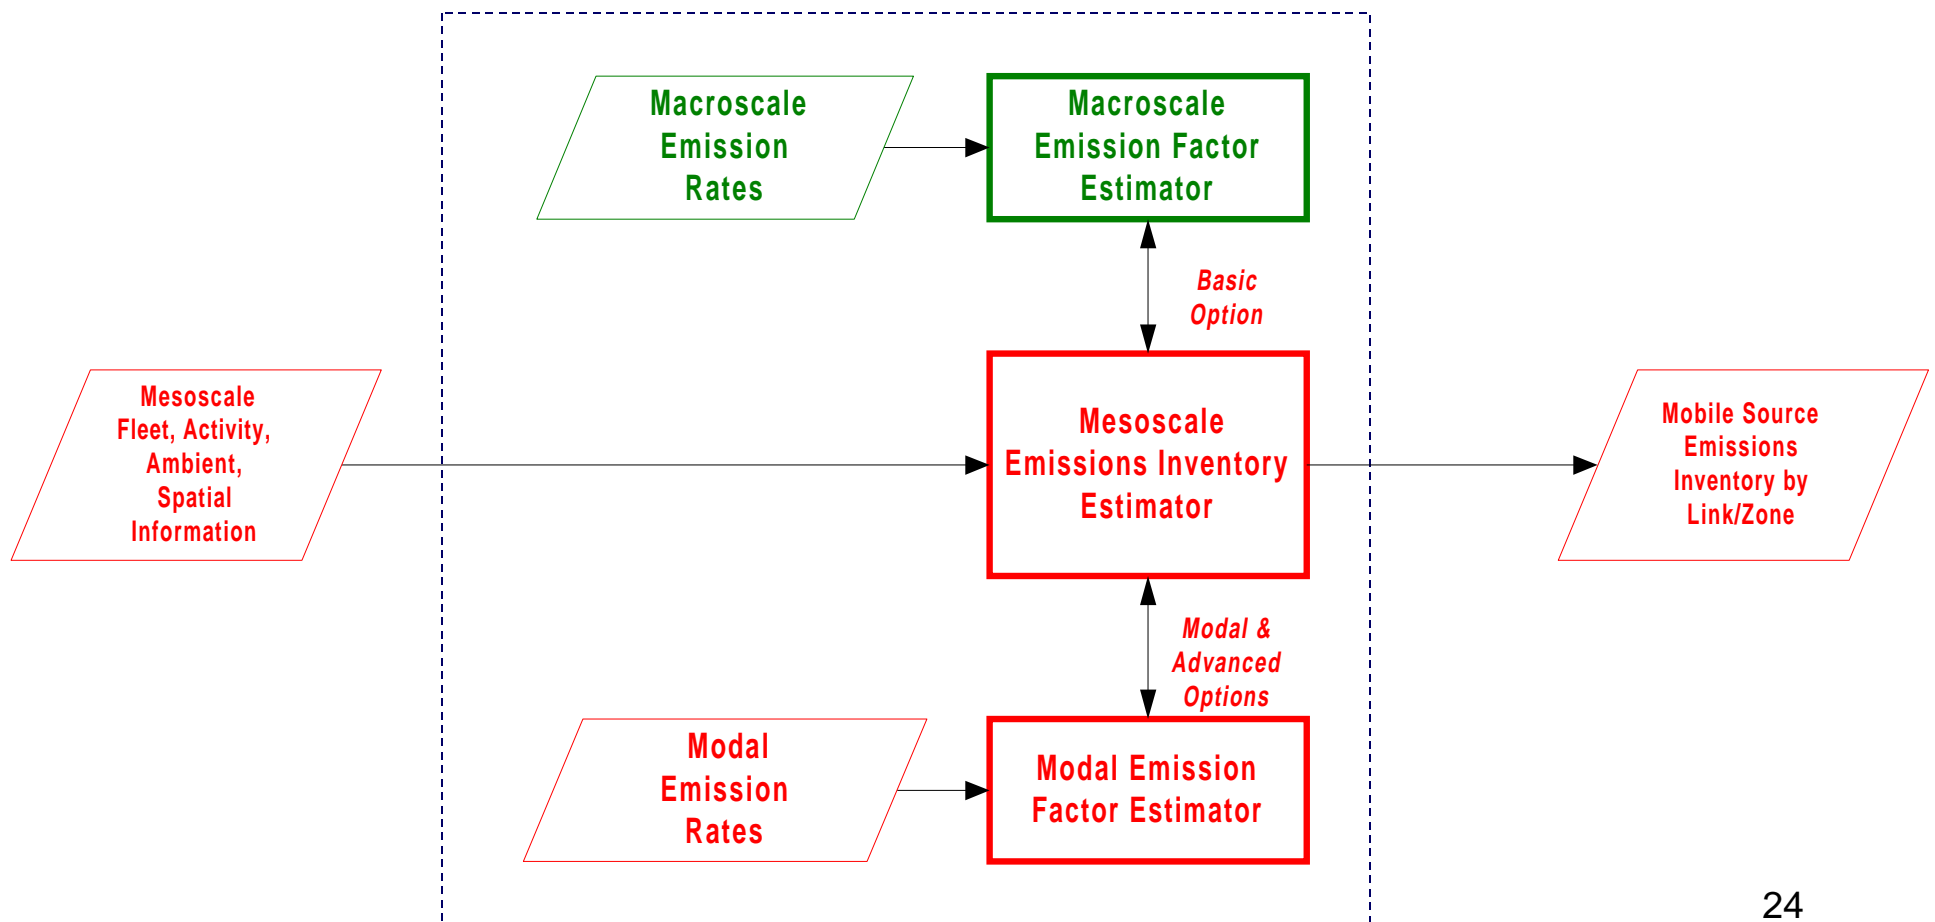 Macroscale
Emission
Rates
Macroscale
Emission Factor
Estimator
Basic
Option
Mesoscale
Fleet, Activity,
Ambient,
Spatial
Information
Mesoscale
Emissions Inventory
Estimator
Mobile Source
Emissions
Inventory by
Link/Zone
Modal &
Advanced
Options
Modal
Emission
Rates
Modal Emission
Factor Estimator
24